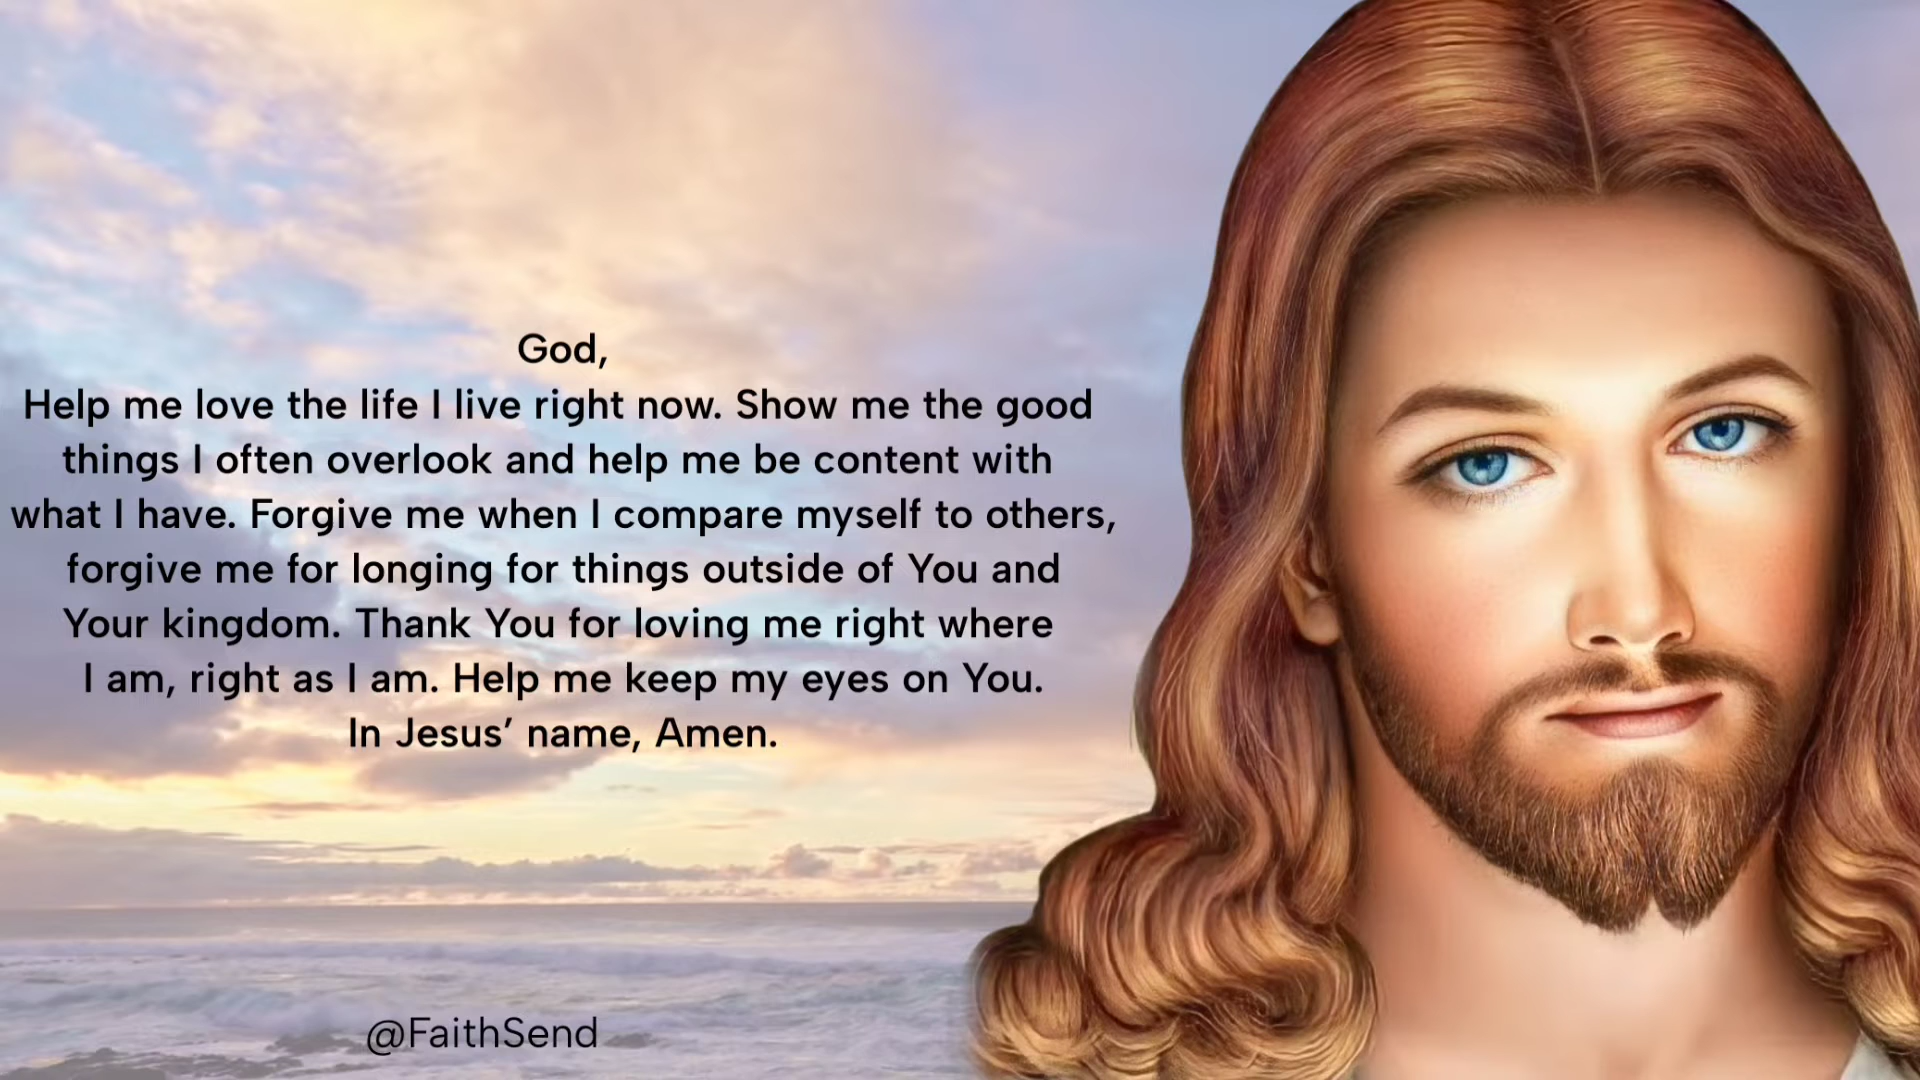 God,
Help me love the life I live right now. Show me the good
things I often overlook and help me be content with
what I have. Forgive me when I compare myself to others,
forgive me for longing for things outside of You and
Your kingdom. Thank You for loving me right where
I am, right as I am. Help me keep my eyes on You.
In Jesus’ name, Amen.
@FaithSend